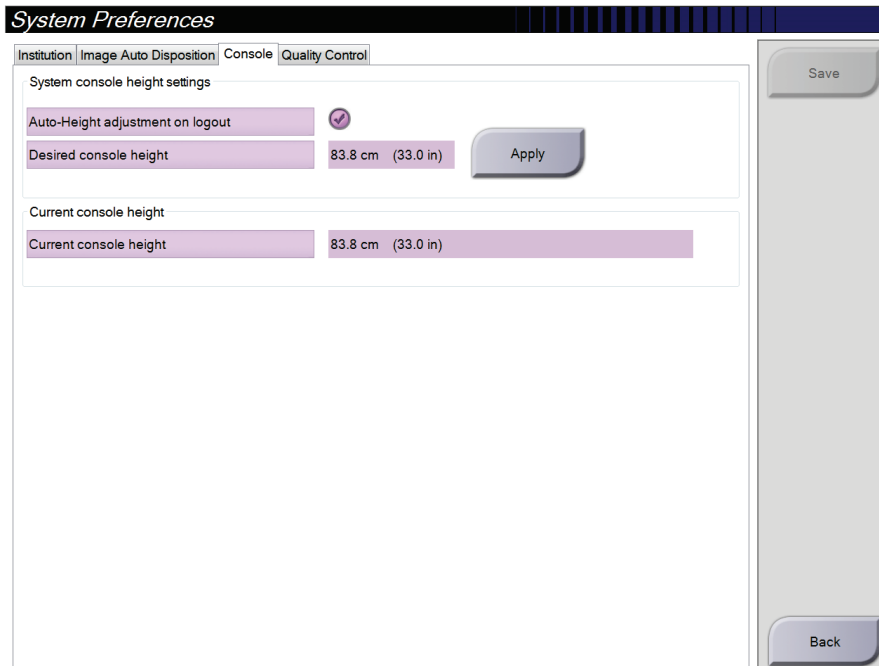 System Preferences
Institution Image Auto Disposition Console Quality Control
Save
System console height settings
Auto-Height adjustment on logout
Desired console height 83.8 cm (33.0 in) Apply
Current console height
Current console height 83.8 cm (33.0 in)
Back